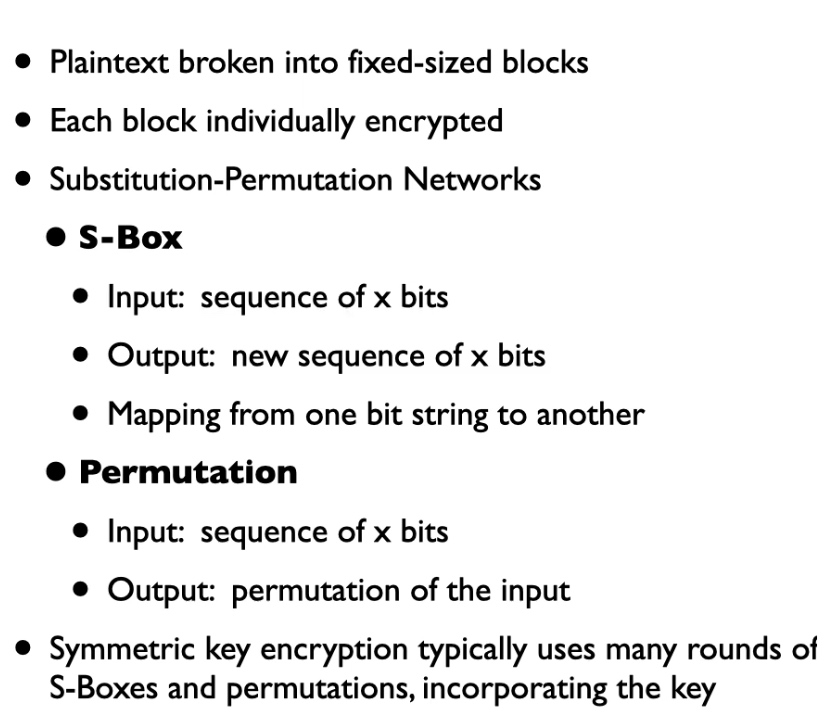 • Plaintext broken into fixed-sized blocks
• Each block individually encrypted
• Substitution-Permutation Networks
• S-Box
• Input: sequence of x bits
• Output: new sequence of x bits
• Mapping from one bit string to another
• Permutation
• Input: sequence of x bits
• Output: permutation of the input
• Symmetric key encryption typically uses many rounds of
S-Boxes and permutations, incorporating the key